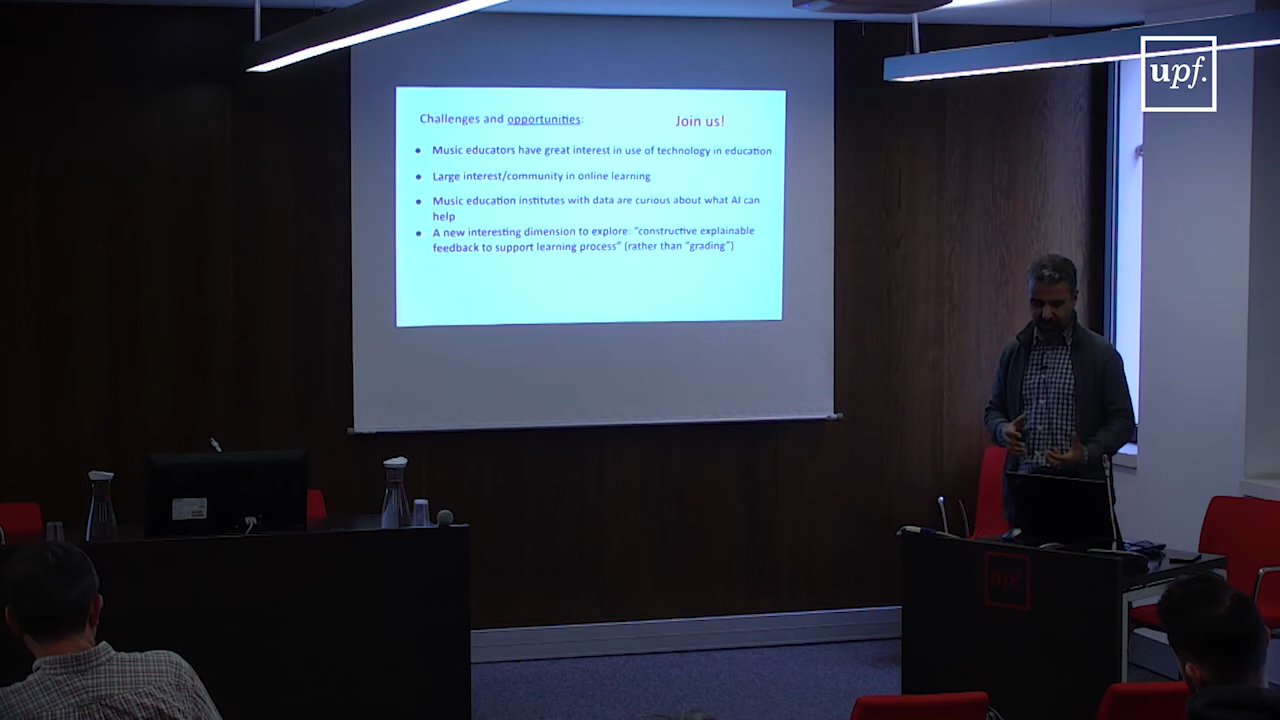 upf.
Challenges and opportunities:
Join us!
• Music educators have great interest in use of technology in education
• Large interest/community in online learning
• Music education institutes with data are curious about what AI can
help
• A new interesting dimension to explore: "constructive explainable
feedback to support learning process" (rather than "grading")
upf.